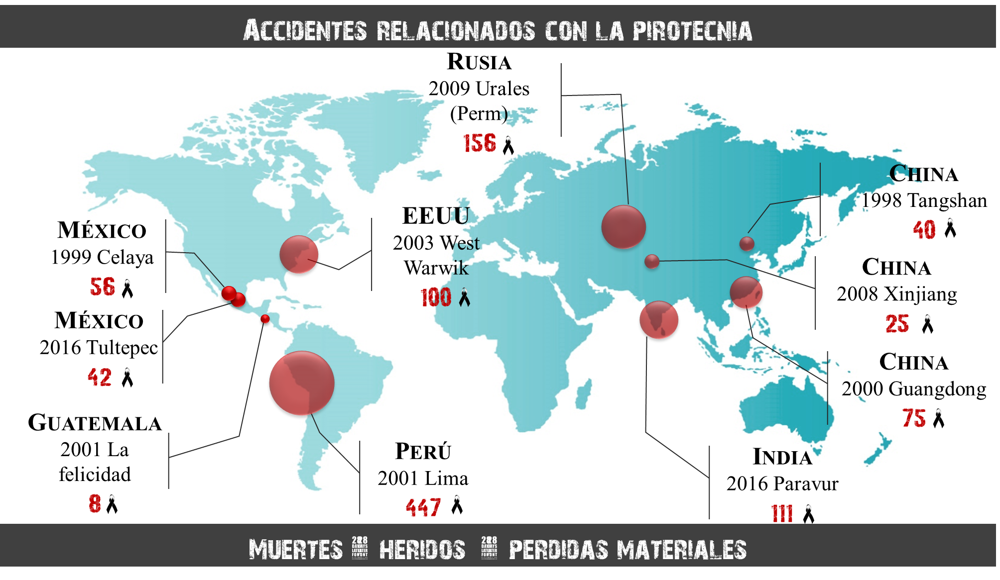 ACCIDENTES RELACIONADOS CON LA PIROTECNIA
RUSIA
2009 Urales
(Perm)
156
MÉXICO
1999 Celaya
56
MÉXICO
2016 Tultepec
42
GUATEMALA
2001 La
felicidad
8
EEUU
2003 West
Warwik
100
PERÚ
2001 Lima
447
CHINA
1998 Tangshan
40
CHINA
2008 Xinjiang
25
CHINA
2000 Guangdong
75
INDIA
2016 Paravur
111
MUERTES HERIDOS PERDIDAS MATERIALES